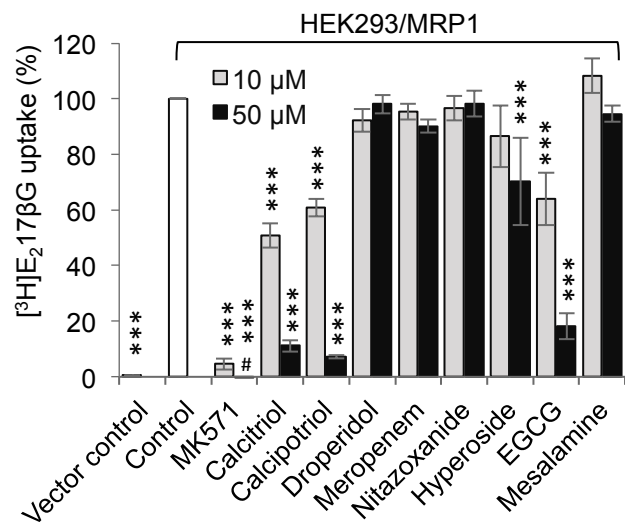 HEK293/MRP1
[³H]E₂17βG uptake (%)
120
100
80
60
40
20
0
10 µM
50 µM
***
***
***
#
***
***
***
***
***
***
***
Vector control
Control
MK571
Calcitriol
Calcipotriol
Droperidol
Meropenem
Nitazoxanide
Hyperoside
EGCG
Mesalamine